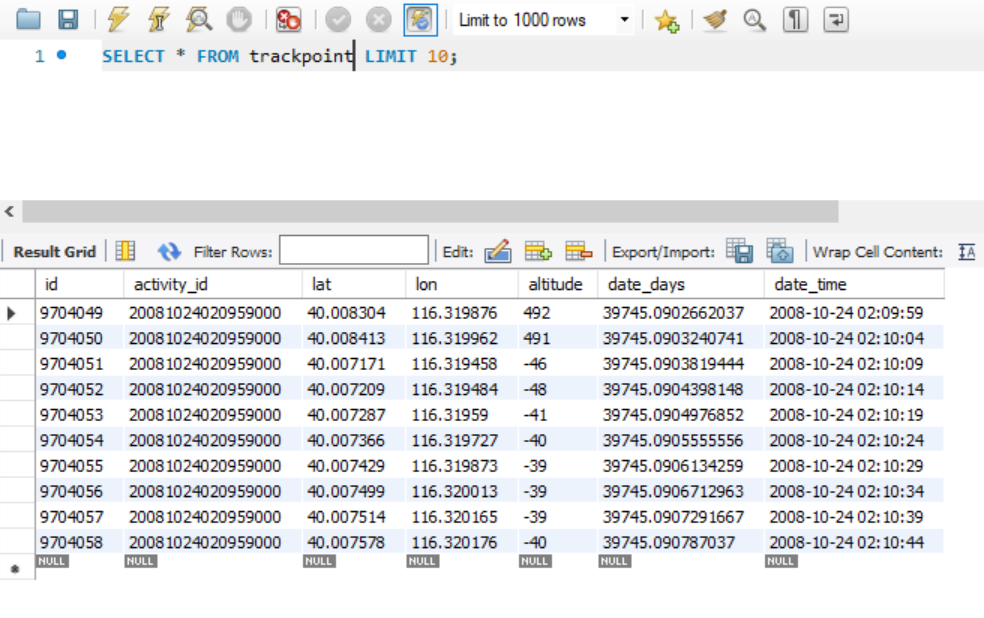 Limit to 1000 rows
1 SELECT * FROM trackpoint LIMIT 10;
Result Grid Filter Rows: Edit: Export/Import: Wrap Cell Content:
id activity_id lat lon altitude date_days date_time
9704049 20081024020959000 40.008304 116.319876 492 39745.0902662037 2008-10-24 02:09:59
9704050 20081024020959000 40.008413 116.319962 491 39745.0903240741 2008-10-24 02:10:04
9704051 20081024020959000 40.007171 116.319458 -46 39745.0903819444 2008-10-24 02:10:09
9704052 20081024020959000 40.007209 116.319484 -48 39745.0904398148 2008-10-24 02:10:14
9704053 20081024020959000 40.007287 116.31959 -41 39745.0904976852 2008-10-24 02:10:19
9704054 20081024020959000 40.007366 116.319727 -40 39745.0905555556 2008-10-24 02:10:24
9704055 20081024020959000 40.007429 116.319873 -39 39745.0906134259 2008-10-24 02:10:29
9704056 20081024020959000 40.007499 116.320013 -39 39745.0906712963 2008-10-24 02:10:34
9704057 20081024020959000 40.007514 116.320165 -39 39745.0907291667 2008-10-24 02:10:39
9704058 20081024020959000 40.007578 116.320176 -40 39745.090787037 2008-10-24 02:10:44
NULL NULL NULL NULL NULL NULL NULL